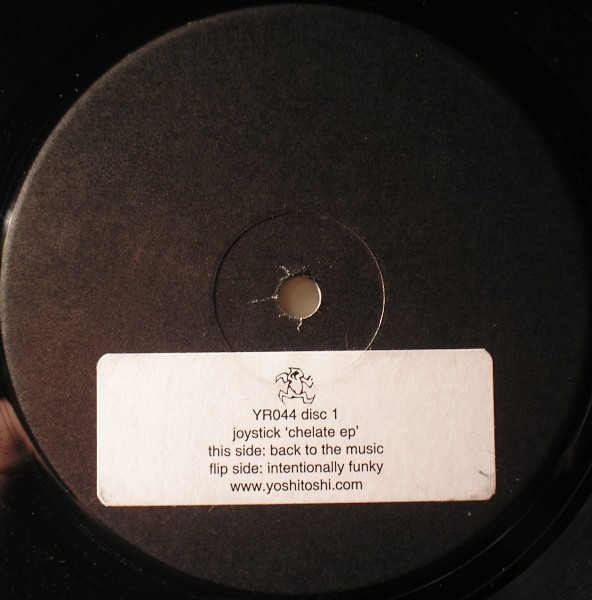 YR044 disc 1
joystick 'chelate ep'
this side: back to the music
flip side: intentionally funky
www.yoshitoshi.com